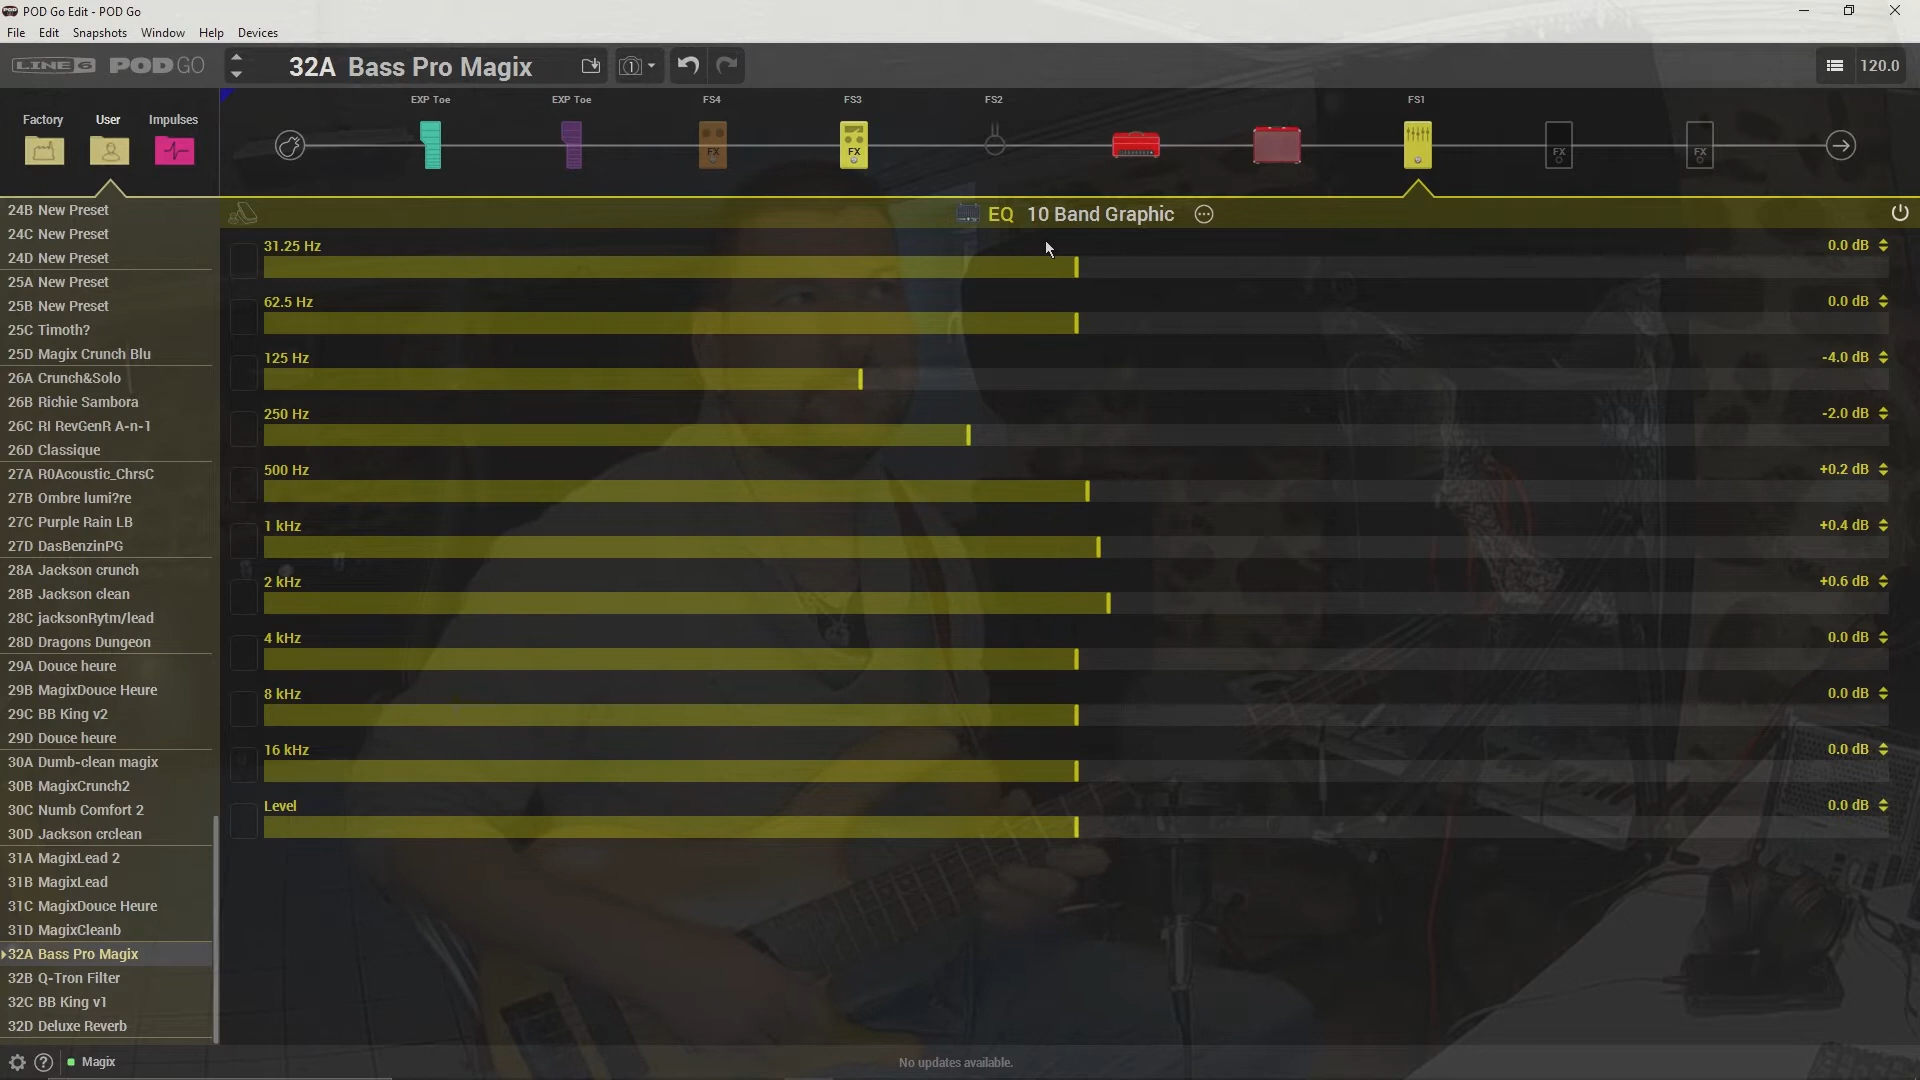 POD Go Edit - POD Go
File Edit Snapshots Window Help Devices
LINE 6 POD GO
32A Bass Pro Magix
1
120.0
Factory User Impulses
EXP Toe EXP Toe FS4 FS3 FS2 FS1
FX FX FX FX
EQ 10 Band Graphic
31.25 Hz 0.0 dB
62.5 Hz 0.0 dB
125 Hz -4.0 dB
250 Hz -2.0 dB
500 Hz +0.2 dB
1 kHz +0.4 dB
2 kHz +0.6 dB
4 kHz 0.0 dB
8 kHz 0.0 dB
16 kHz 0.0 dB
Level 0.0 dB
24B New Preset
24C New Preset
24D New Preset
25A New Preset
25B New Preset
25C Timoth?
25D Magix Crunch Blu
26A Crunch&Solo
26B Richie Sambora
26C RI RevGenR A-n-1
26D Classique
27A R0Acoustic_ChrsC
27B Ombre lumi?re
27C Purple Rain LB
27D DasBenzinPG
28A Jackson crunch
28B Jackson clean
28C jacksonRytm/lead
28D Dragons Dungeon
29A Douce heure
29B MagixDouce Heure
29C BB King v2
29D Douce heure
30A Dumb-clean magix
30B MagixCrunch2
30C Numb Comfort 2
30D Jackson crclean
31A MagixLead 2
31B MagixLead
31C MagixDouce Heure
31D MagixCleanb
32A Bass Pro Magix
32B Q-Tron Filter
32C BB King v1
32D Deluxe Reverb
? Magix
No updates available.